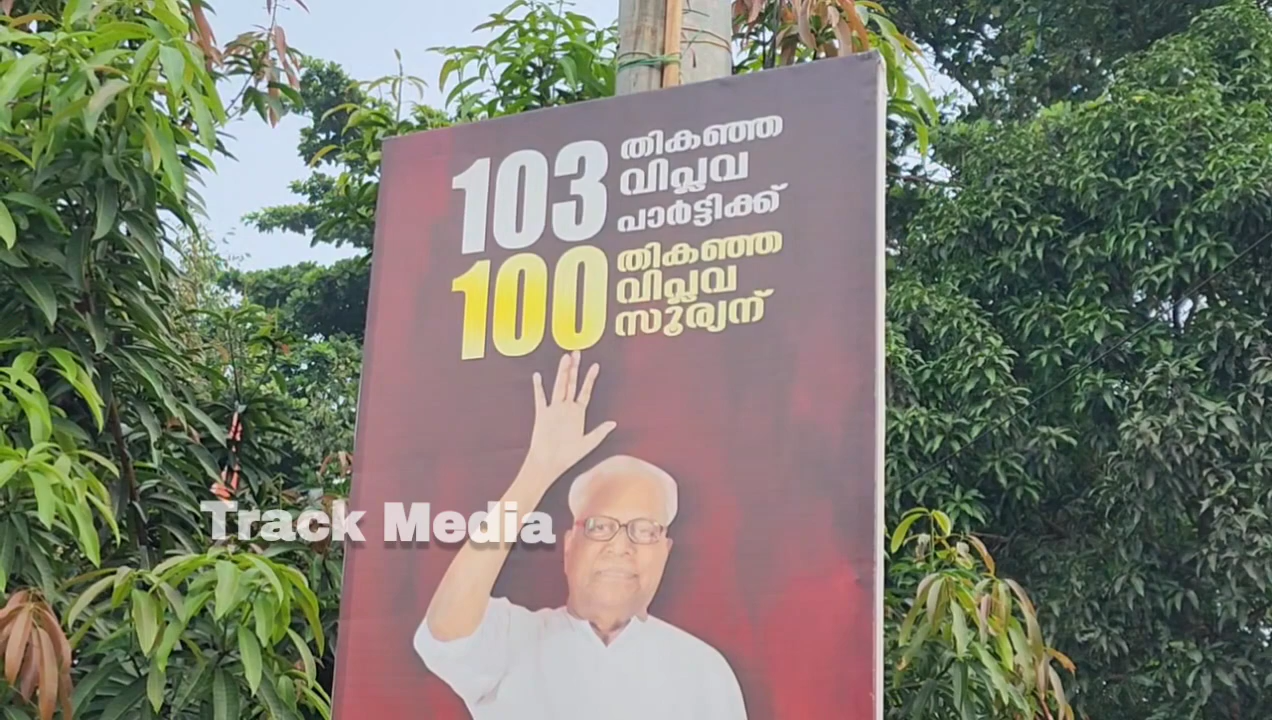 103 തികഞ്ഞ
വിപ്ലവ
പാർട്ടിക്ക്
100 തികഞ്ഞ
വിപ്ലവ
സൂര്യന്
Track Media